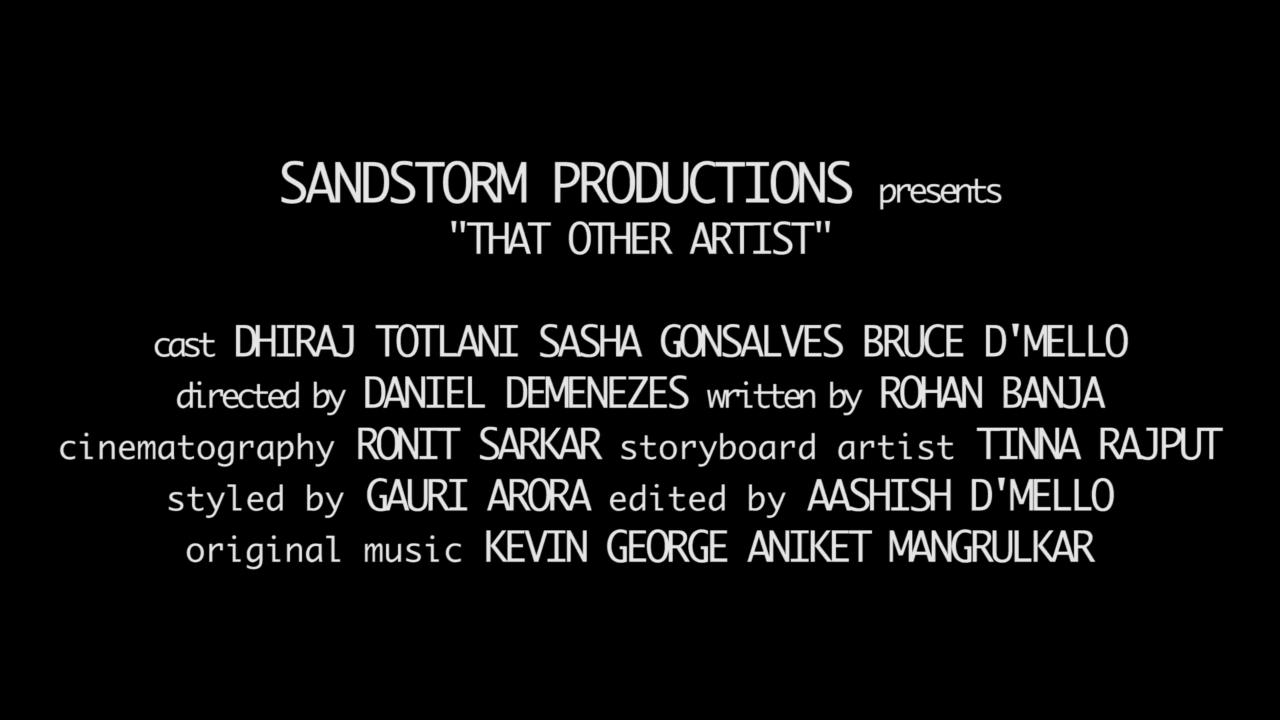 SANDSTORM PRODUCTIONS presents
"THAT OTHER ARTIST"
cast DHIRAJ TOTLANI SASHA GONSALVES BRUCE D'MELLO
directed by DANIEL DEMENEZES written by ROHAN BANJA
cinematography RONIT SARKAR storyboard artist TINNA RAJPUT
styled by GAURI ARORA edited by AASHISH D'MELLO
original music KEVIN GEORGE ANIKET MANGRULKAR